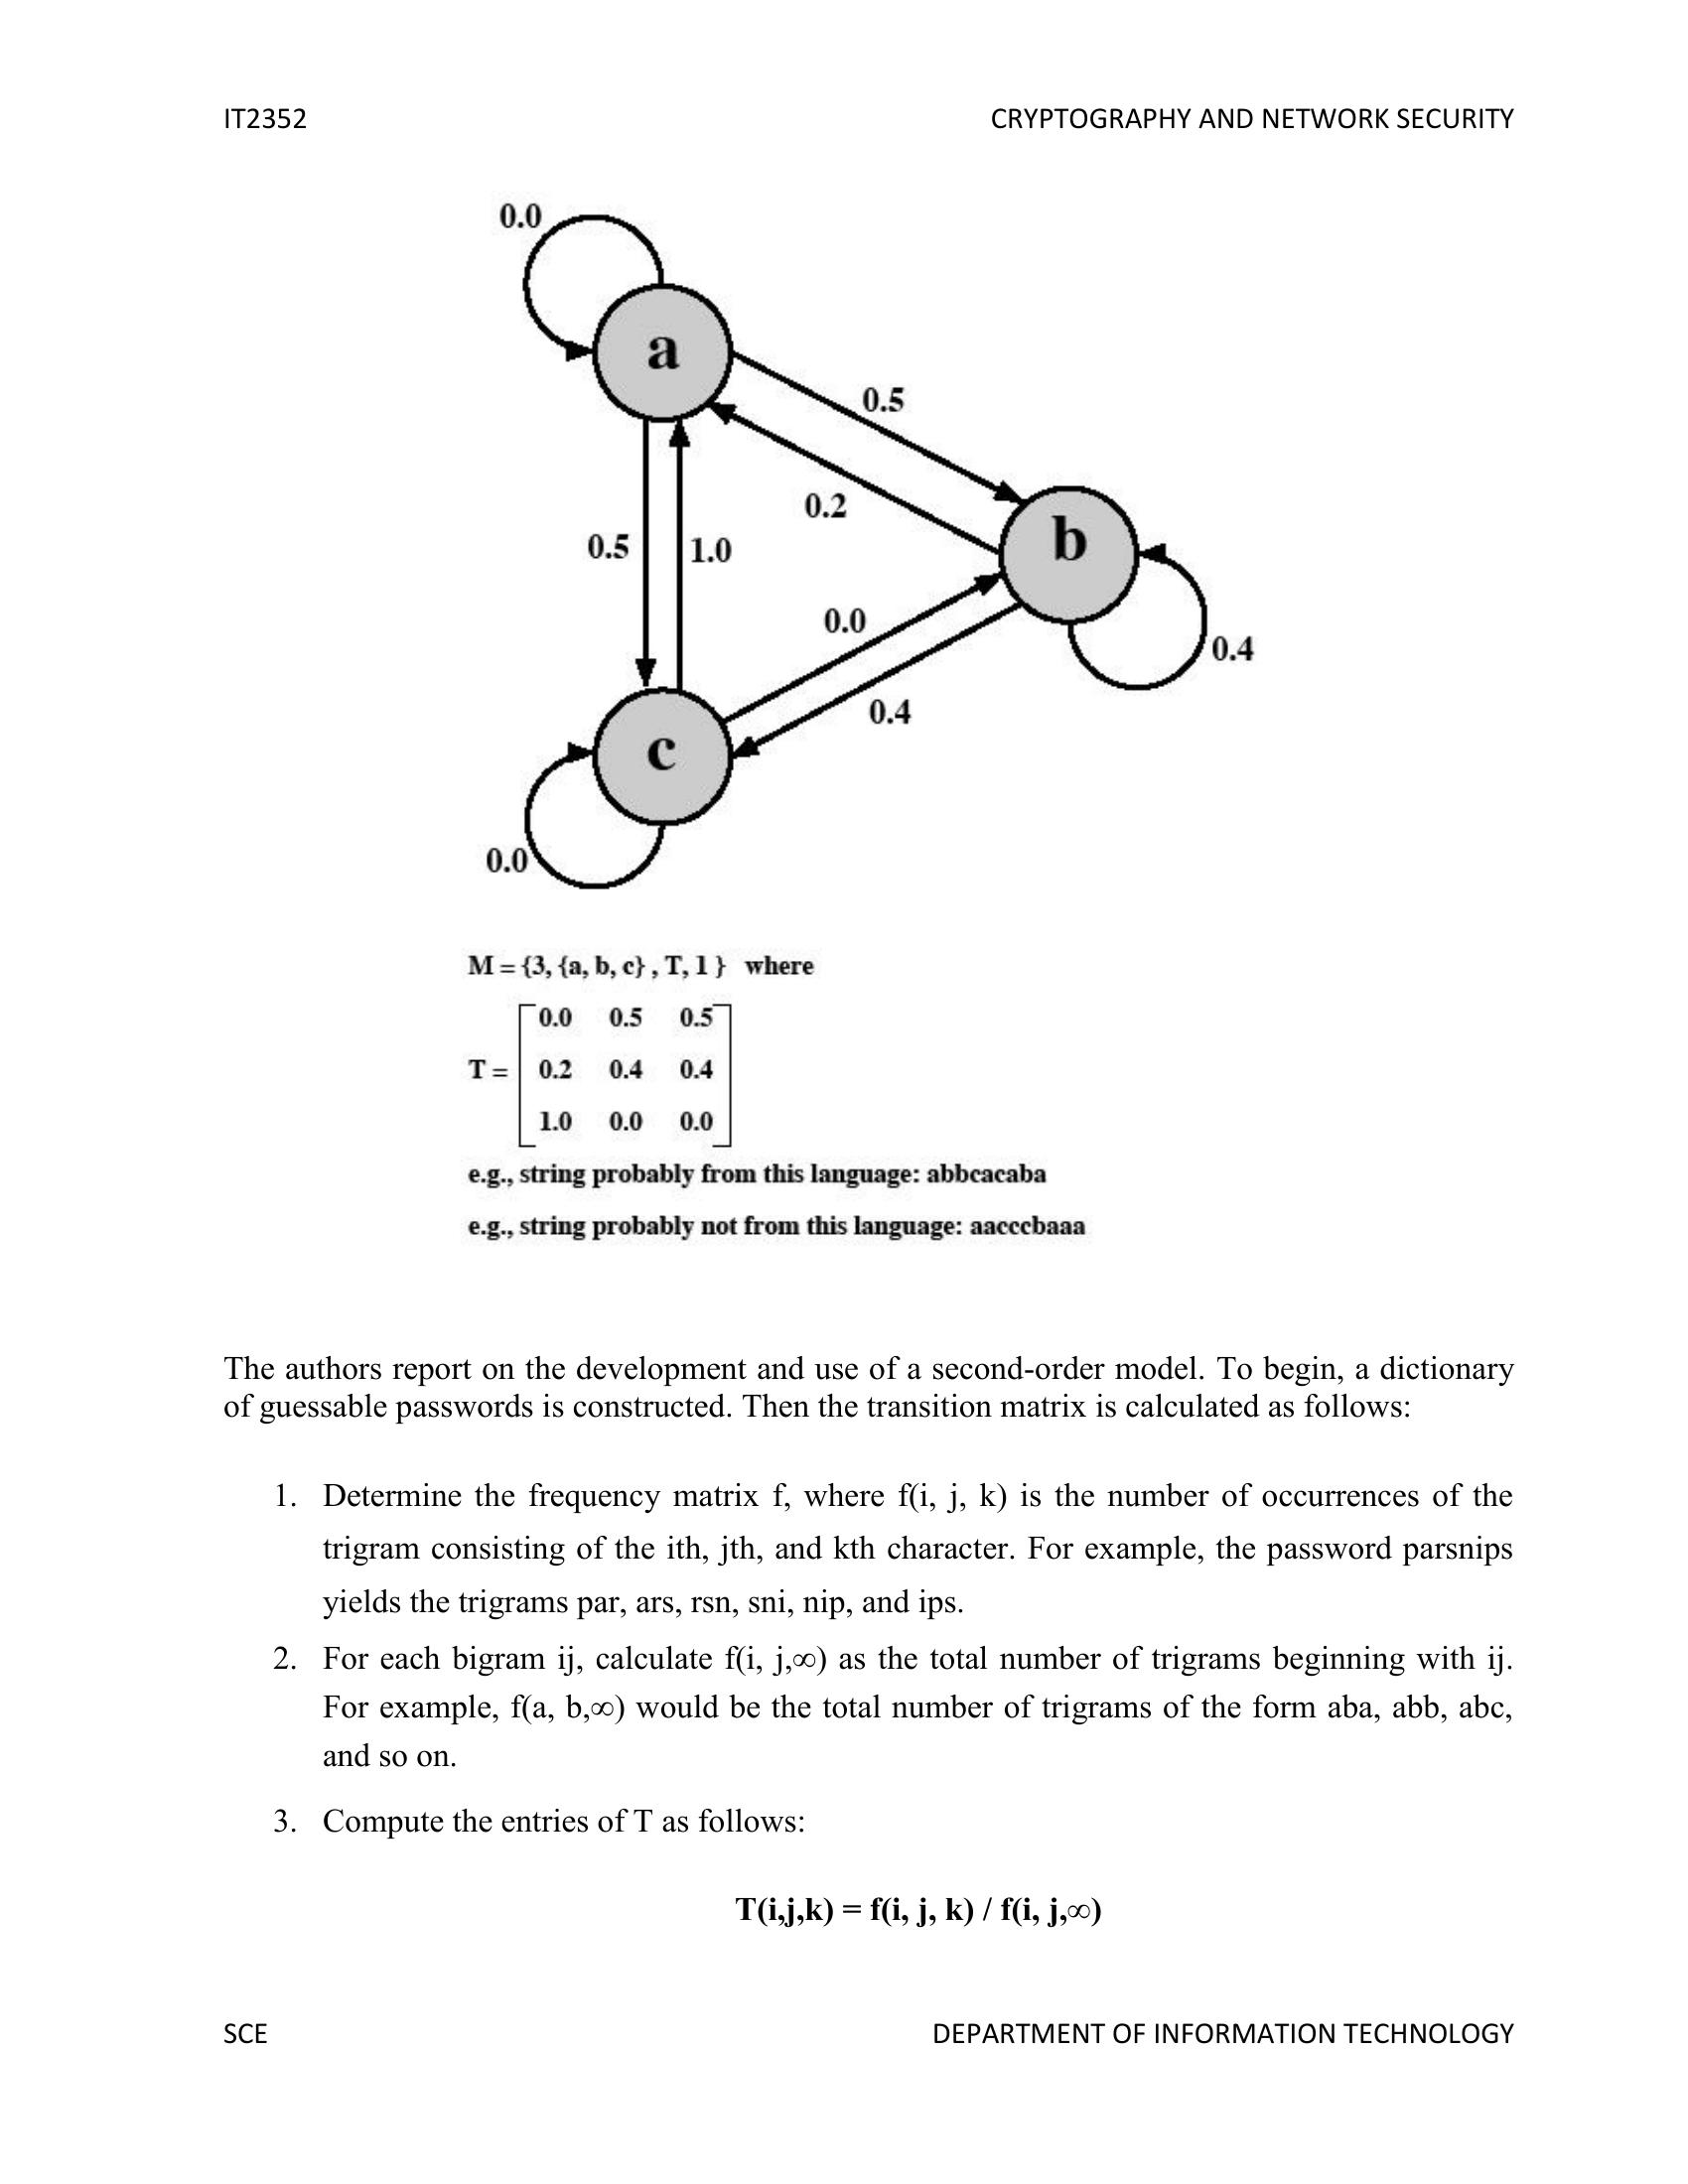 IT2352 CRYPTOGRAPHY AND NETWORK SECURITY
0.0
a
0.5
0.2
b
0.5 1.0
0.0
0.4
0.4
c
0.0
M = {3, {a, b, c} , T, 1 } where
0.0 0.5 0.5
T = 0.2 0.4 0.4
1.0 0.0 0.0
e.g., string probably from this language: abbcacaba
e.g., string probably not from this language: aacccbaaa
The authors report on the development and use of a second-order model. To begin, a dictionary
of guessable passwords is constructed. Then the transition matrix is calculated as follows:
1. Determine the frequency matrix f, where f(i, j, k) is the number of occurrences of the
trigram consisting of the ith, jth, and kth character. For example, the password parsnips
yields the trigrams par, ars, rsn, sni, nip, and ips.
2. For each bigram ij, calculate f(i, j,∞) as the total number of trigrams beginning with ij.
For example, f(a, b,∞) would be the total number of trigrams of the form aba, abb, abc,
and so on.
3. Compute the entries of T as follows:
T(i,j,k) = f(i, j, k) / f(i, j,∞)
SCE DEPARTMENT OF INFORMATION TECHNOLOGY